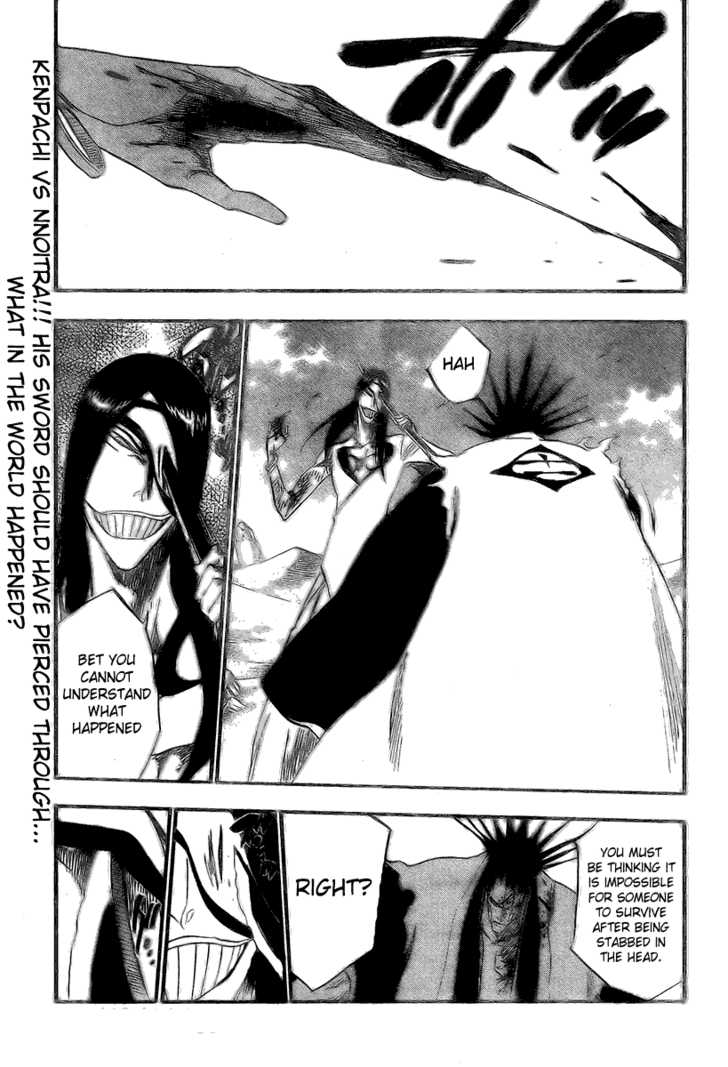 KENPACHI VS NNOITRA!!! HIS SWORD SHOULD HAVE PIERCED THROUGH...
WHAT IN THE WORLD HAPPENED?
HAH
BET YOU
CANNOT
UNDERSTAND
WHAT
HAPPENED
YOU MUST
BE THINKING IT
IS IMPOSSIBLE
FOR SOMEONE
TO SURVIVE
AFTER BEING
STABBED IN
THE HEAD.
RIGHT?